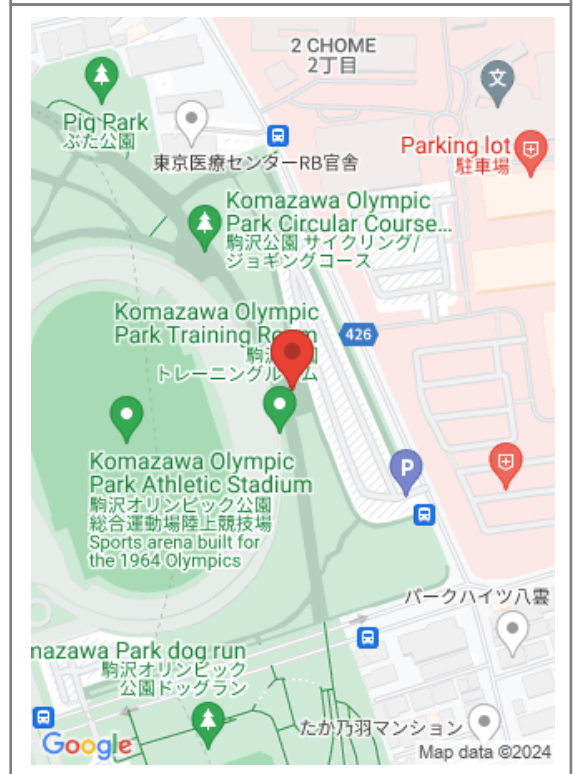 2 CHOME
2丁目
文
Pig Park
ぶた公園
Parking lot
駐車場
東京医療センターRB官舎
Komazawa Olympic
Park Circular Course...
駒沢公園 サイクリング/
ジョギングコース
Komazawa Olympic
Park Training Room
426
駒沢公園
トレーニングルーム
P
Komazawa Olympic
Park Athletic Stadium
駒沢オリンピック公園
総合運動場陸上競技場
Sports arena built for
the 1964 Olympics
パークハイツ八雲
mazawa Park dog run
駒沢オリンピック
公園ドッグラン
たか乃羽マンション
Google
Map data ©2024